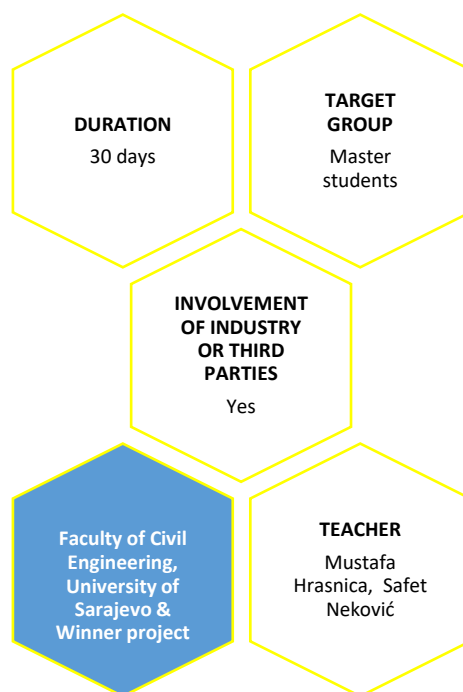 DURATION
30 days
TARGET
GROUP
Master
students
INVOLVEMENT
OF INDUSTRY
OR THIRD
PARTIES
Yes
Faculty of Civil
Engineering,
University of
Sarajevo &
Winner project
TEACHER
Mustafa
Hrasnica, Safet
Neković